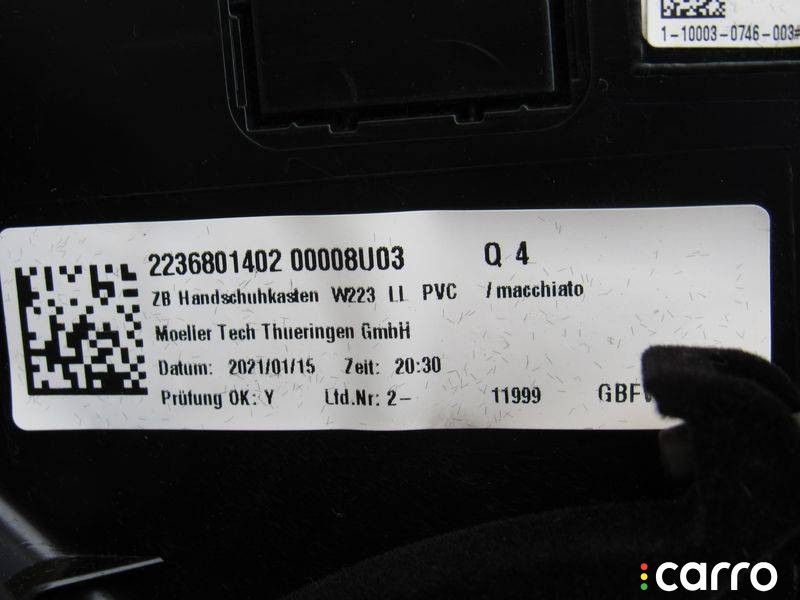 1-10003-0746-003#
2236801402 00008U03 Q 4
ZB Handschuhkasten W223 LL PVC /macchiato
Moeller Tech Thueringen GmbH
Datum: 2021/01/15 Zeit: 20:30
Prüfung OK: Y Lfd.Nr: 2- 11999
carro